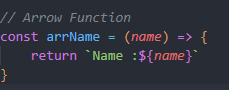 // Arrow Function
const arrName = (name) => {
    return `Name :${name}`
}